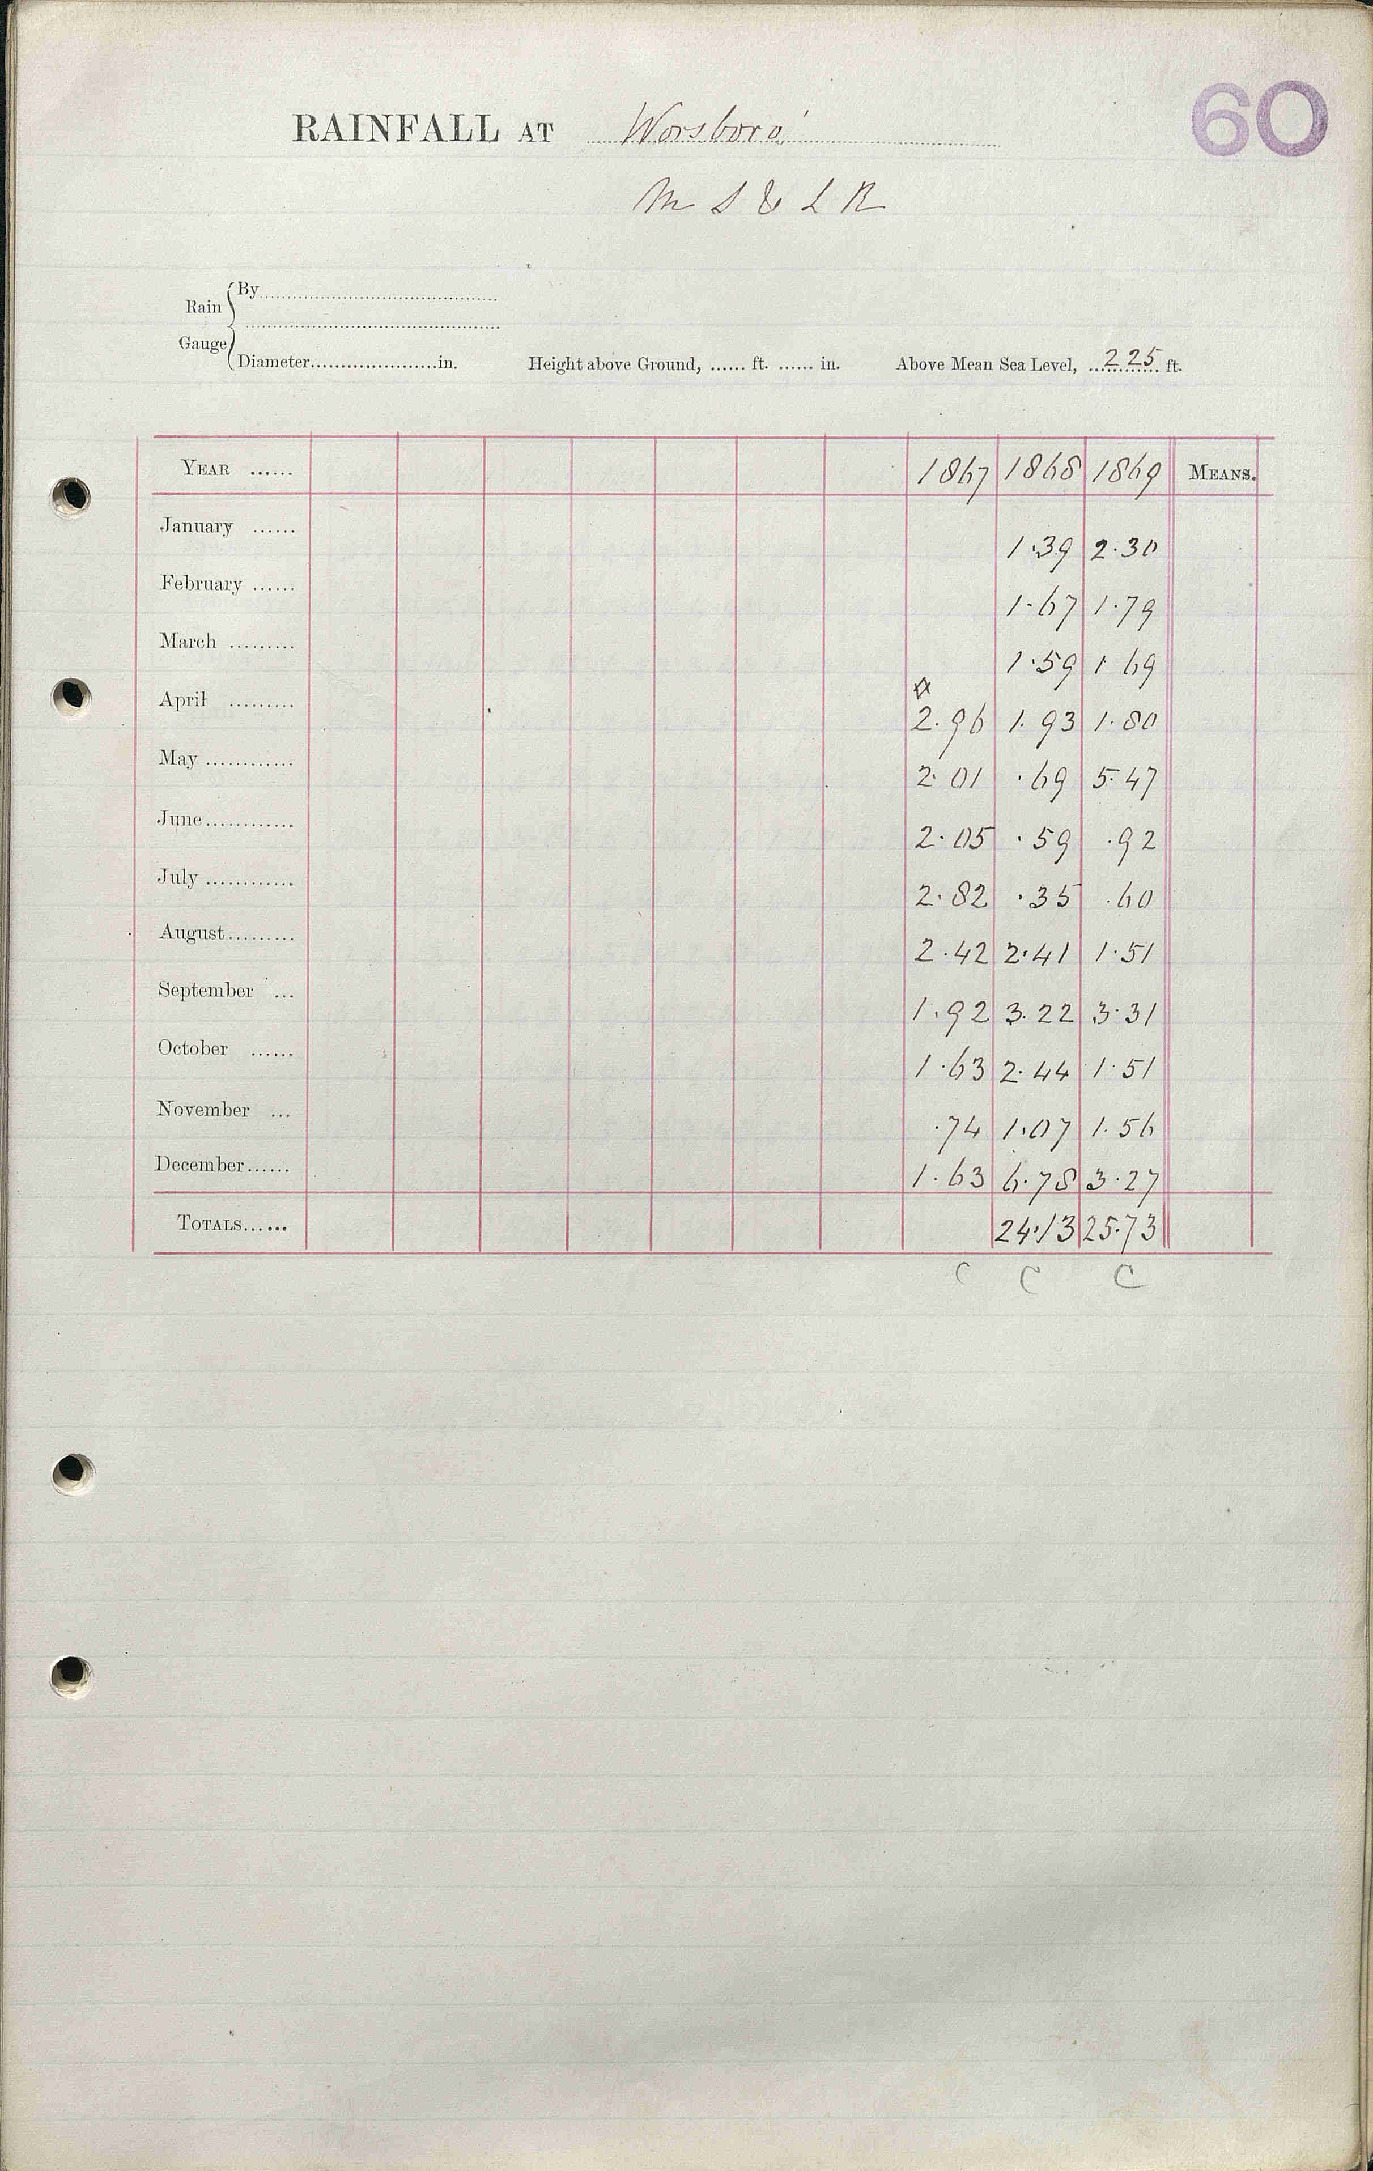 60
RAINFALL AT Worsboro'
M S & L R
Rain Gauge
By
Diameter in. Height above Ground, ...... ft. ...... in. Above Mean Sea Level, 225 ft.
YEAR ...... 1867 1868 1869 MEANS.
January ...... 1.39 2.30
February ...... 1.67 1.79
March ......... 1.59 1.69
April ......... 2.96 1.93 1.80
May ............ 2.01 .69 5.47
June ............ 2.05 .59 .92
July ............ 2.82 .35 .60
August ......... 2.42 2.41 1.51
September ... 1.92 3.22 3.31
October ...... 1.63 2.44 1.51
November ... .74 1.07 1.56
December ...... 1.63 6.78 3.27
TOTALS ...... 24.13 25.73
C C C